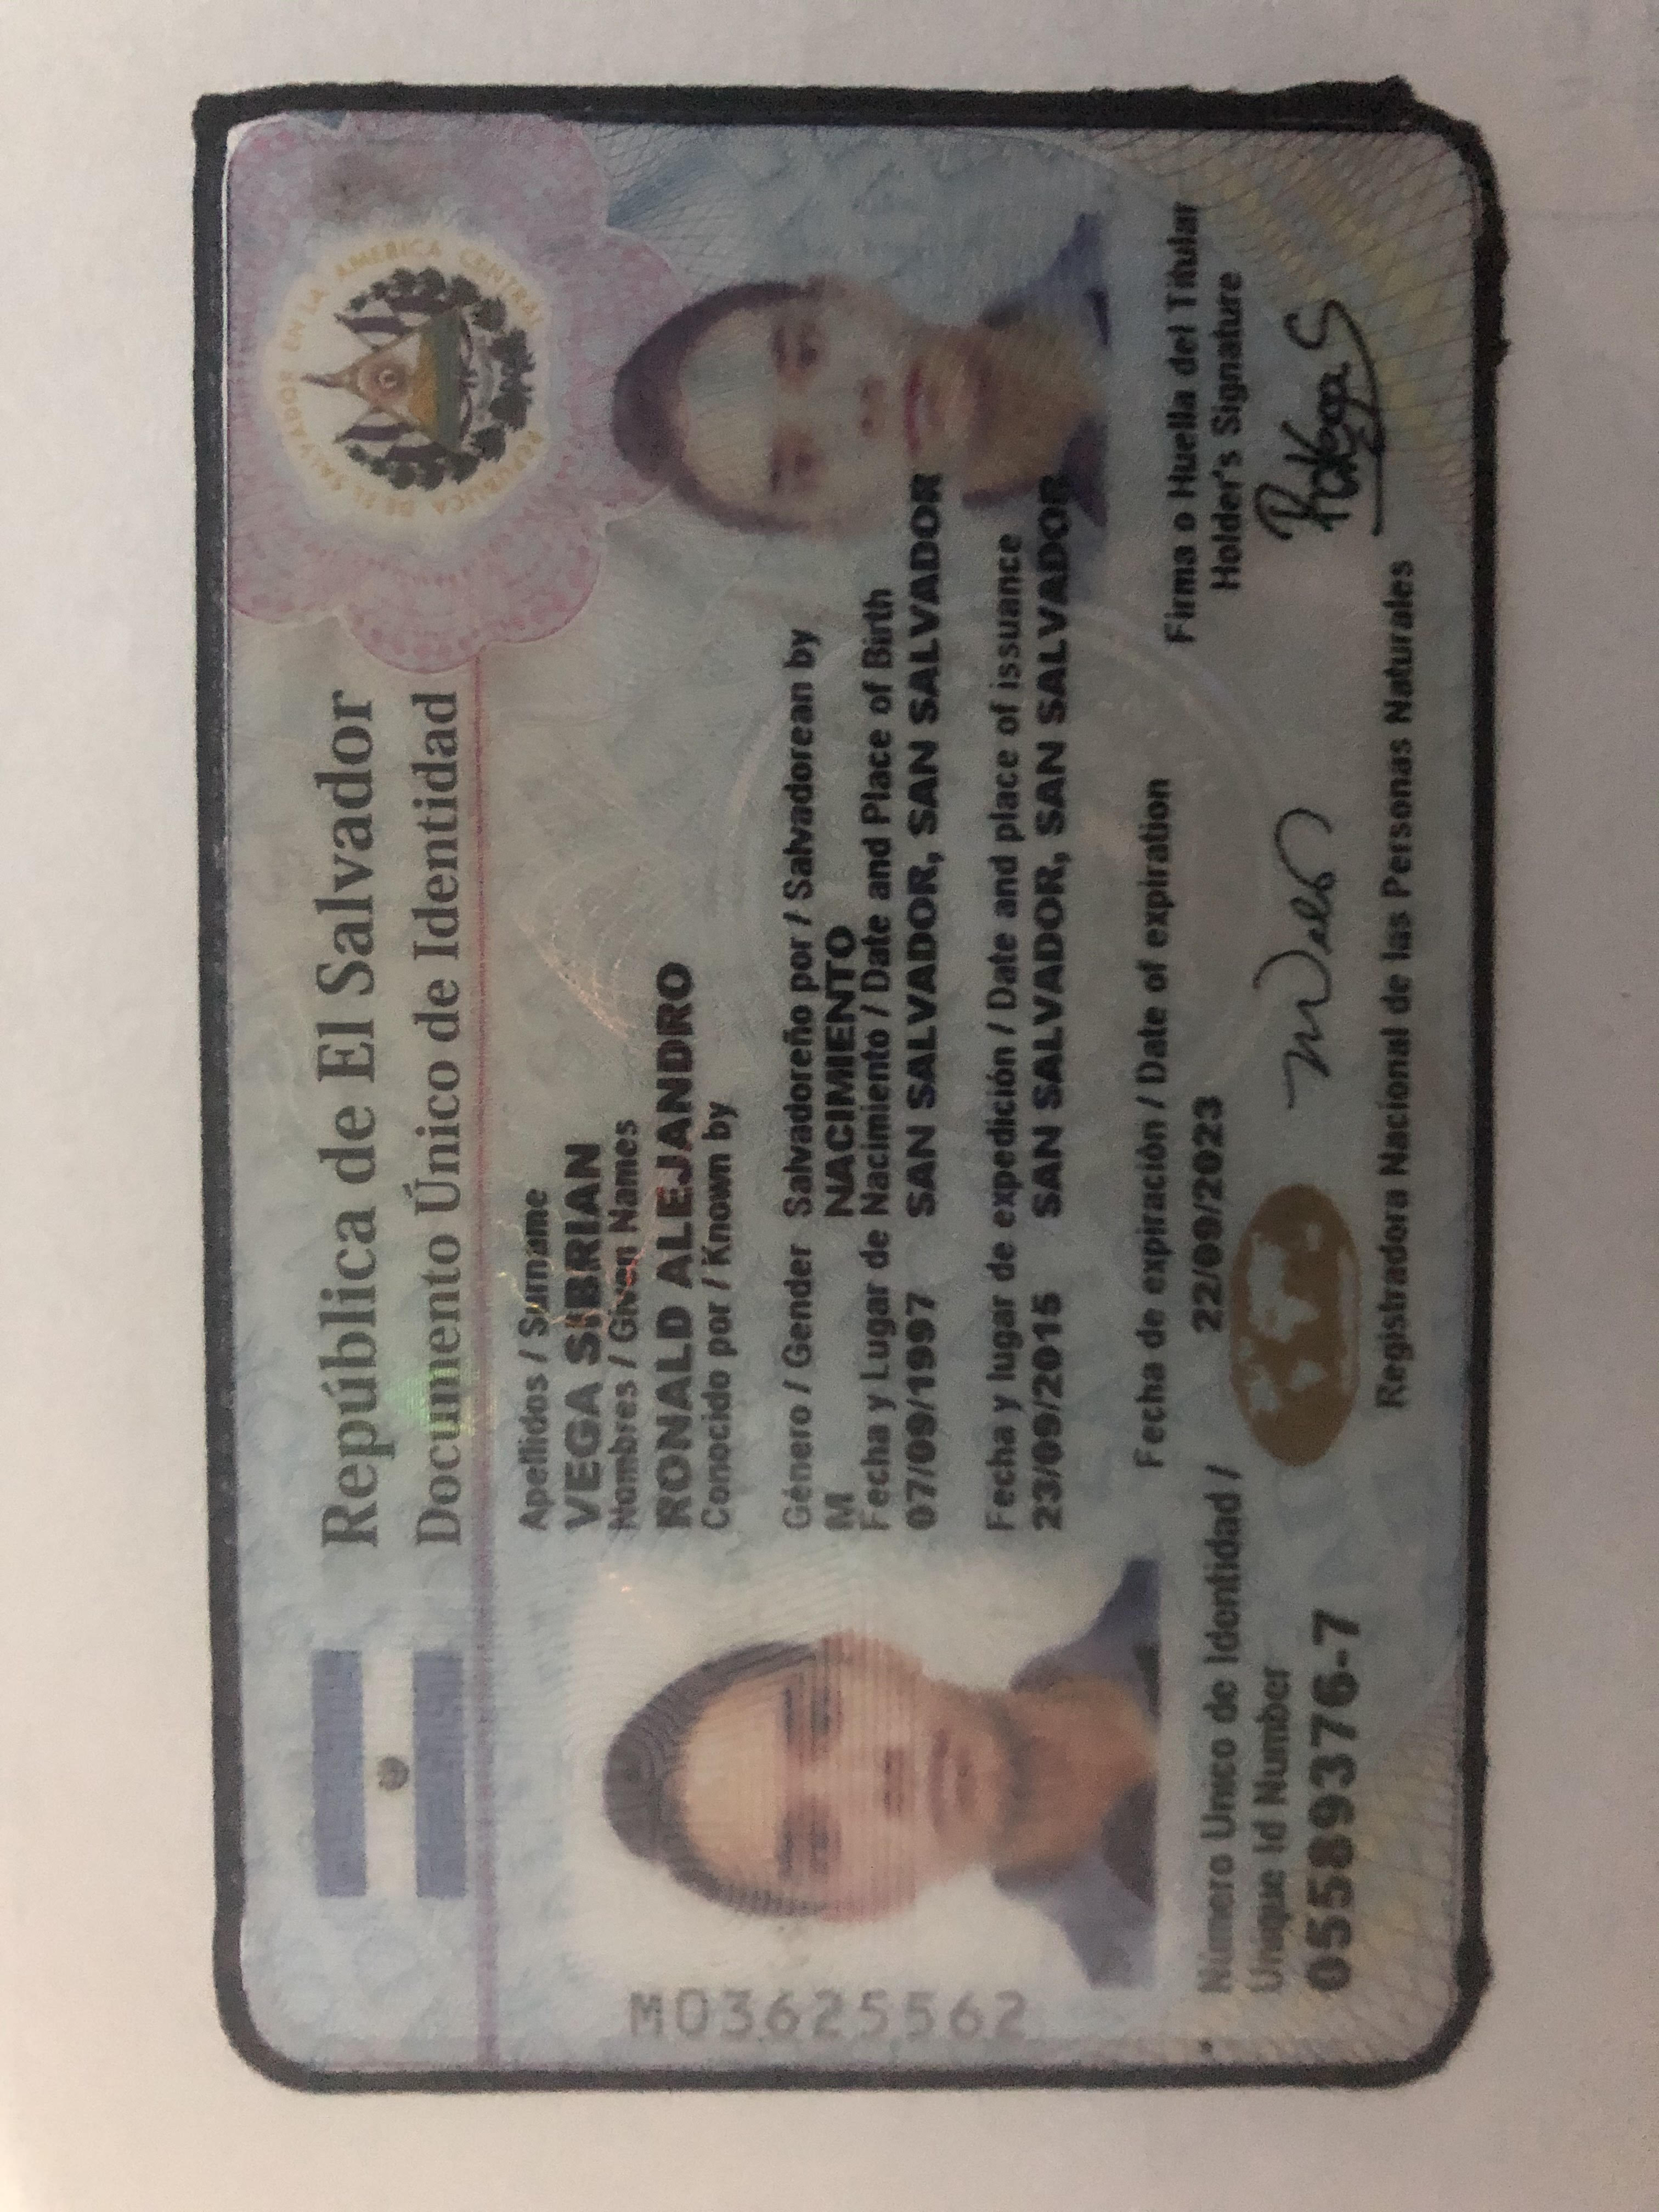 República de El Salvador
Documento Único de Identidad
REPUBLICA DE EL SALVADOR EN LA AMERICA CENTRAL
Apellidos / Surname
VEGA SIBRIAN
Nombres / Given Names
RONALD ALEJANDRO
Conocido por / Known by
Género / Gender Salvadoreño por / Salvadorean by
M NACIMIENTO
Fecha y Lugar de Nacimiento / Date and Place of Birth
07/09/1997 SAN SALVADOR, SAN SALVADOR
Fecha y lugar de expedición / Date and place of issuance
23/09/2015 SAN SALVADOR, SAN SALVADOR
Fecha de expiración / Date of expiration
22/09/2023
Firma o Huella del Titular
Holder's Signature
M03625562
Número Unico de Identidad /
Unique Id Number
05589376-7
Registradora Nacional de las Personas Naturales